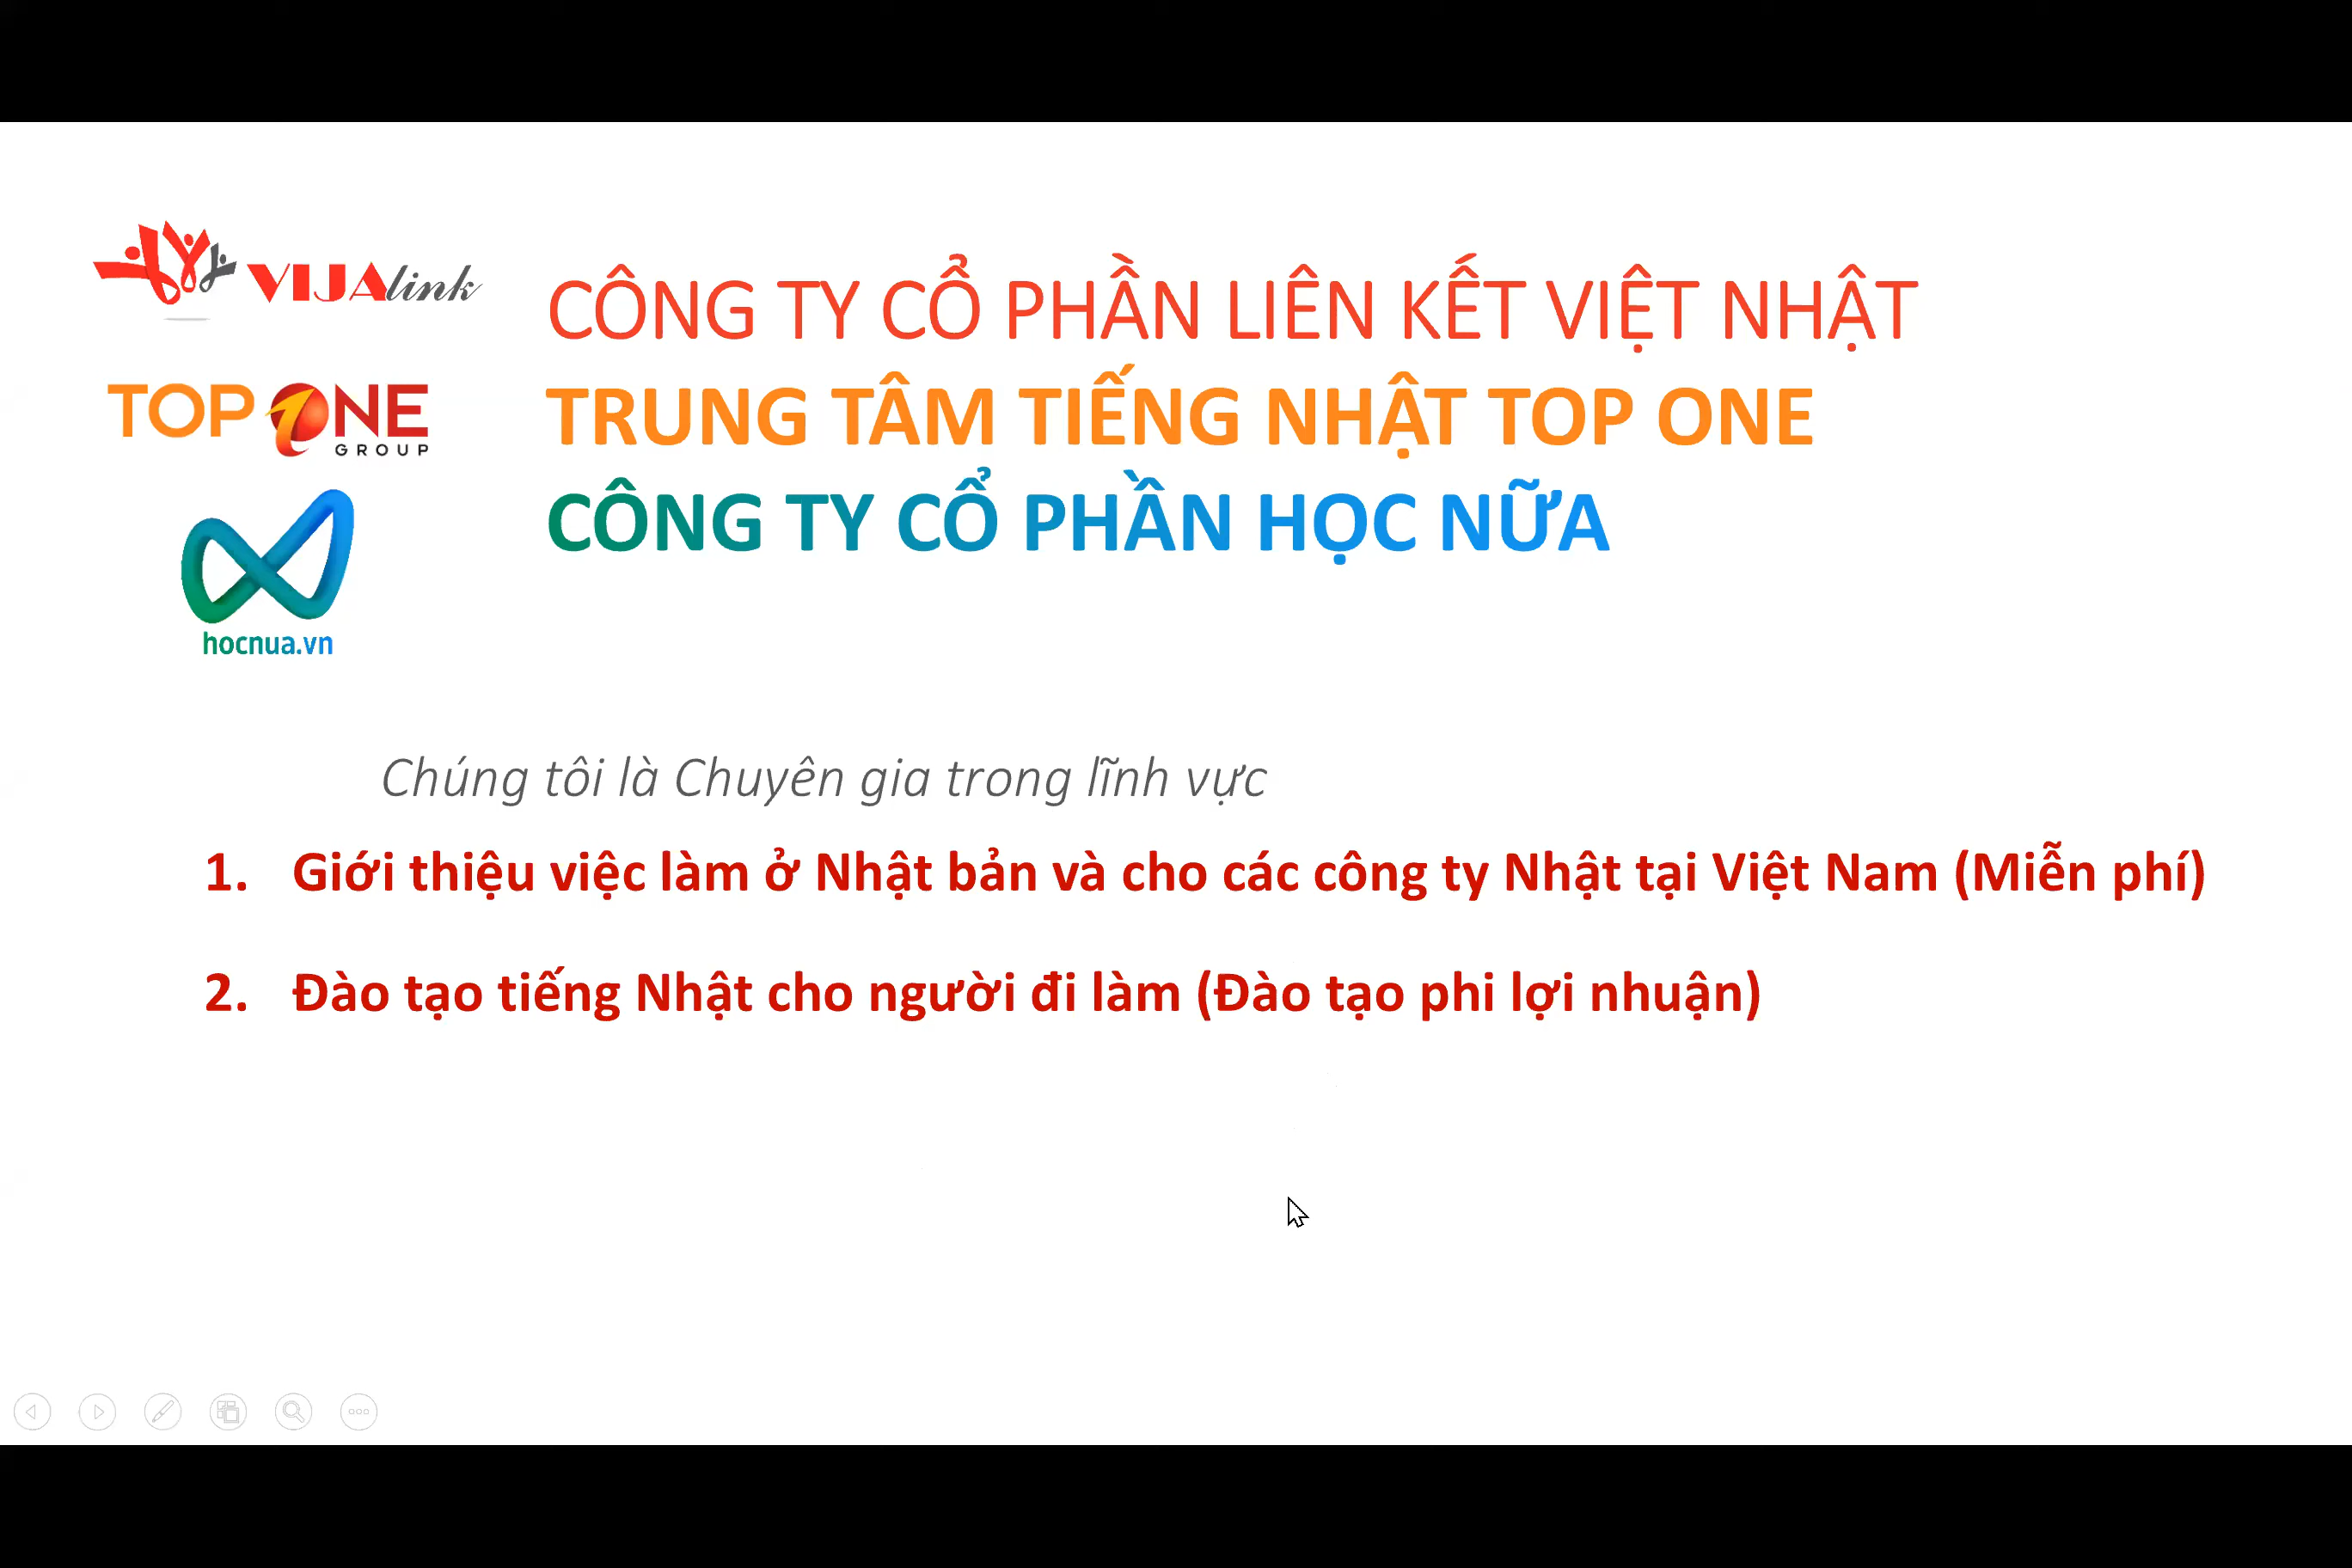 VIJAlink
CÔNG TY CỔ PHẦN LIÊN KẾT VIỆT NHẬT
TOP ONE
GROUP
TRUNG TÂM TIẾNG NHẬT TOP ONE
CÔNG TY CỔ PHẦN HỌC NỮA
hocnua.vn
Chúng tôi là Chuyên gia trong lĩnh vực
1. Giới thiệu việc làm ở Nhật bản và cho các công ty Nhật tại Việt Nam (Miễn phí)
2. Đào tạo tiếng Nhật cho người đi làm (Đào tạo phi lợi nhuận)